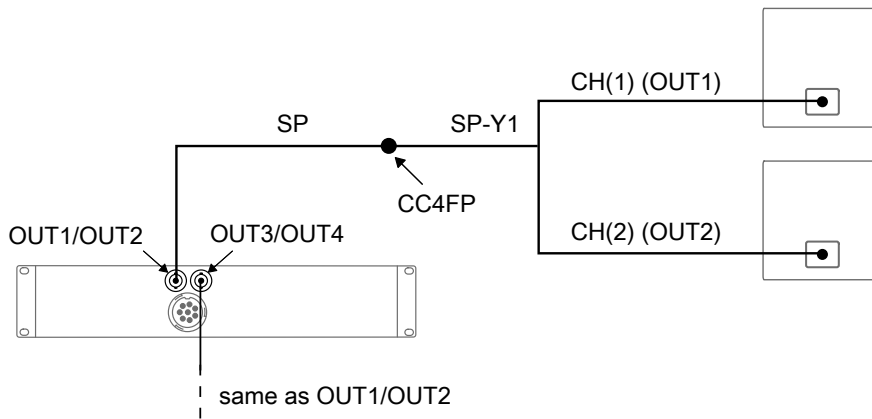 CH(1) (OUT1)
SP
SP-Y1
CC4FP
OUT1/OUT2
OUT3/OUT4
CH(2) (OUT2)
same as OUT1/OUT2